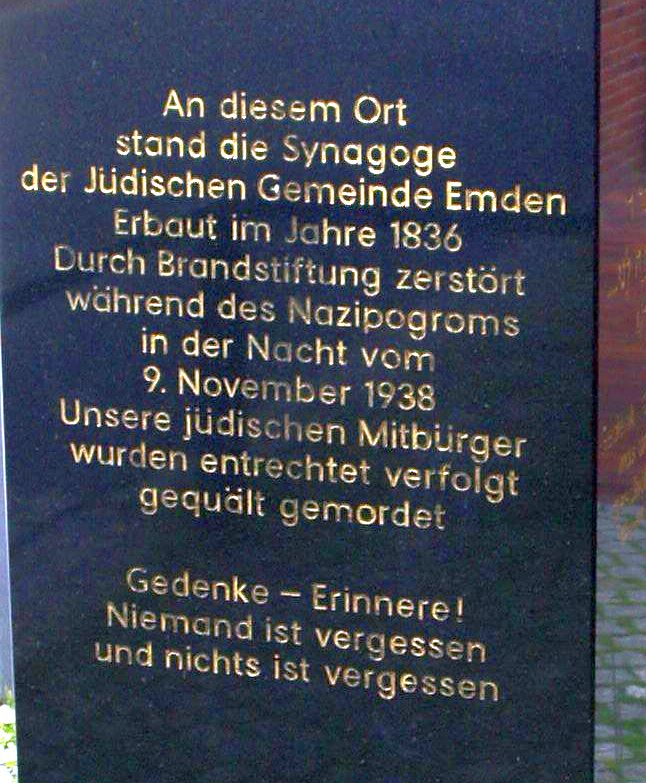 An diesem Ort
stand die Synagoge
der Jüdischen Gemeinde Emden
Erbaut im Jahre 1836
Durch Brandstiftung zerstört
während des Nazipogroms
in der Nacht vom
9. November 1938
Unsere jüdischen Mitbürger
wurden entrechtet verfolgt
gequält gemordet
Gedenke – Erinnere!
Niemand ist vergessen
und nichts ist vergessen